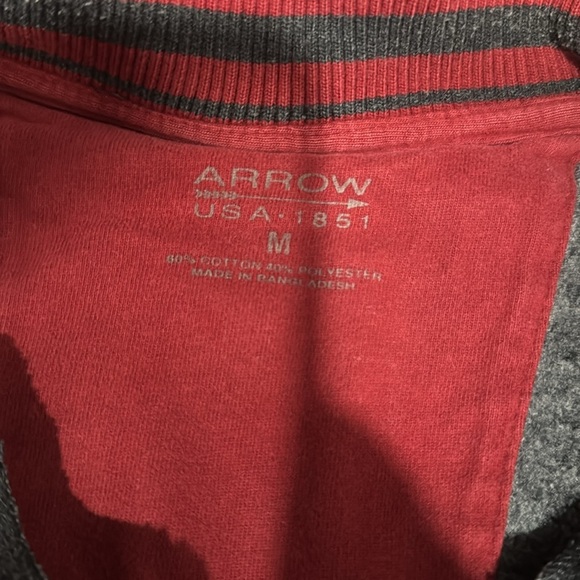 ARROW
USA · 1851
M
60% COTTON 40% POLYESTER
MADE IN BANGLADESH